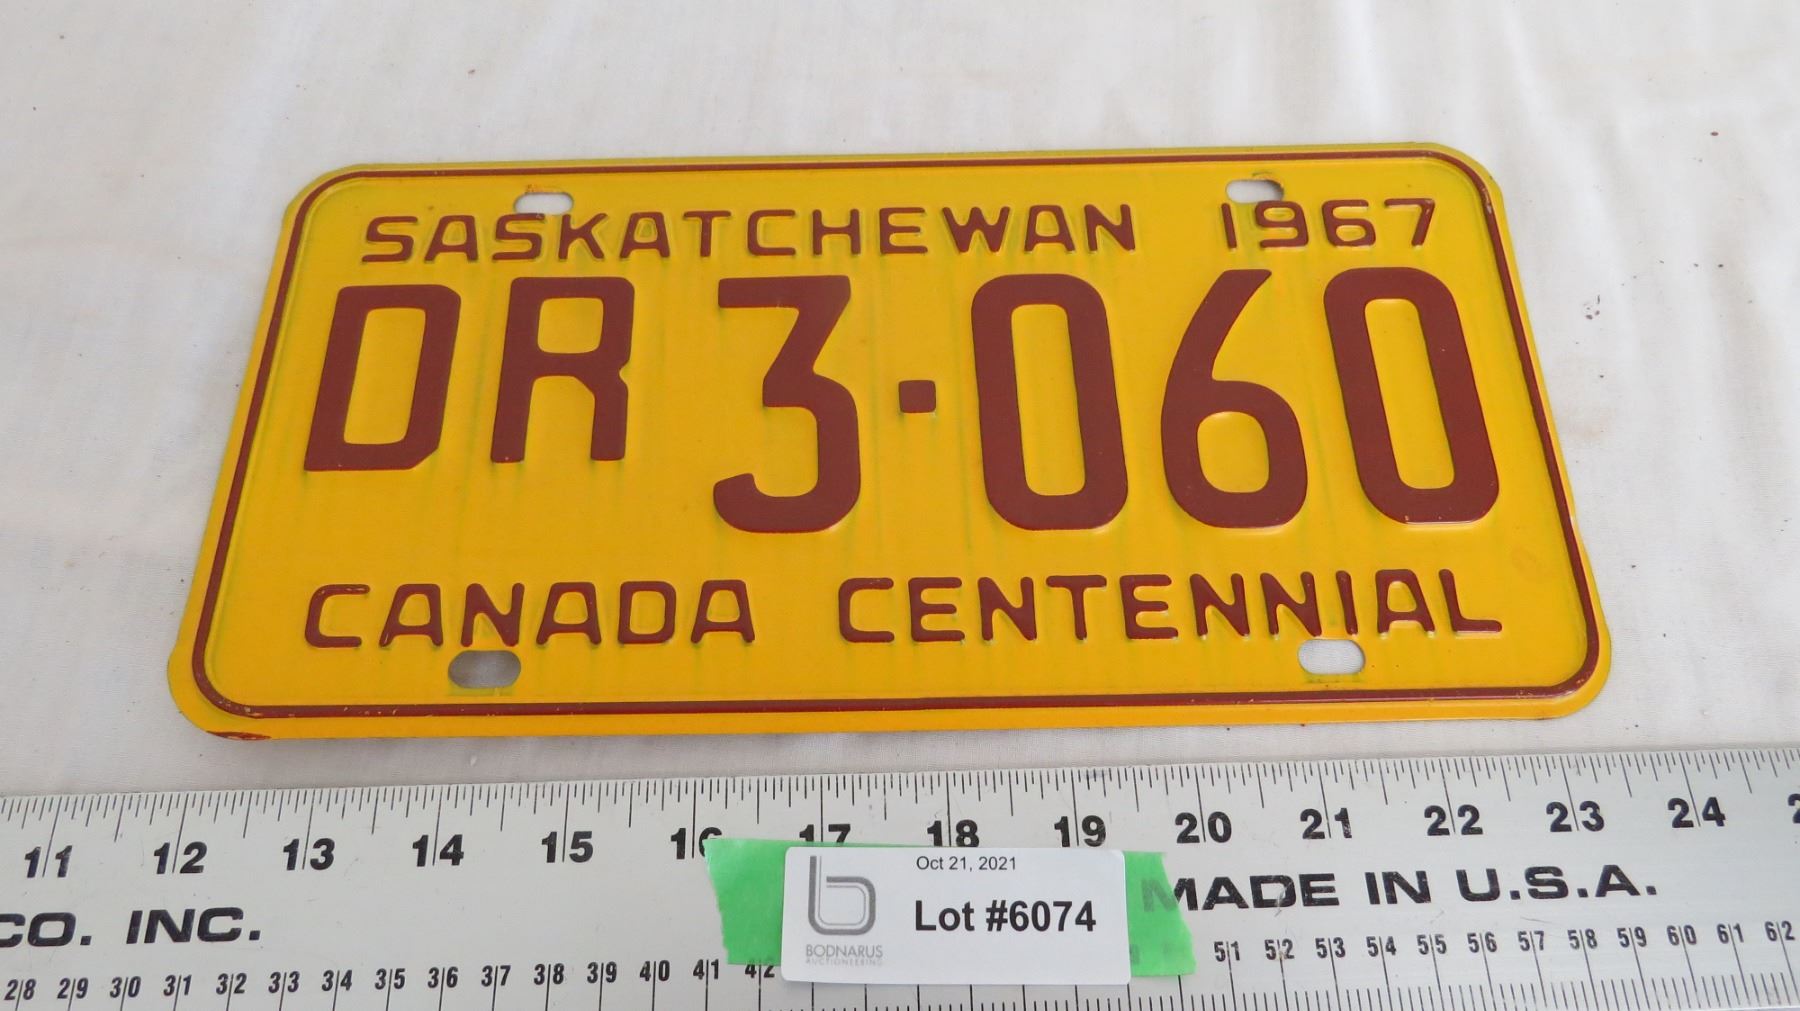 SASKATCHEWAN 1967
DR 3·060
CANADA CENTENNIAL
11 12 13 14 15 16 17 18 19 20 21 22 23 24
Oct 21, 2021
Lot #6074
BODNARUS
AUCTIONEERING
CO. INC.
MADE IN U.S.A.
28 29 30 31 32 33 34 35 36 37 38 39 40 41 42 51 52 53 54 55 56 57 58 59 60 61 62